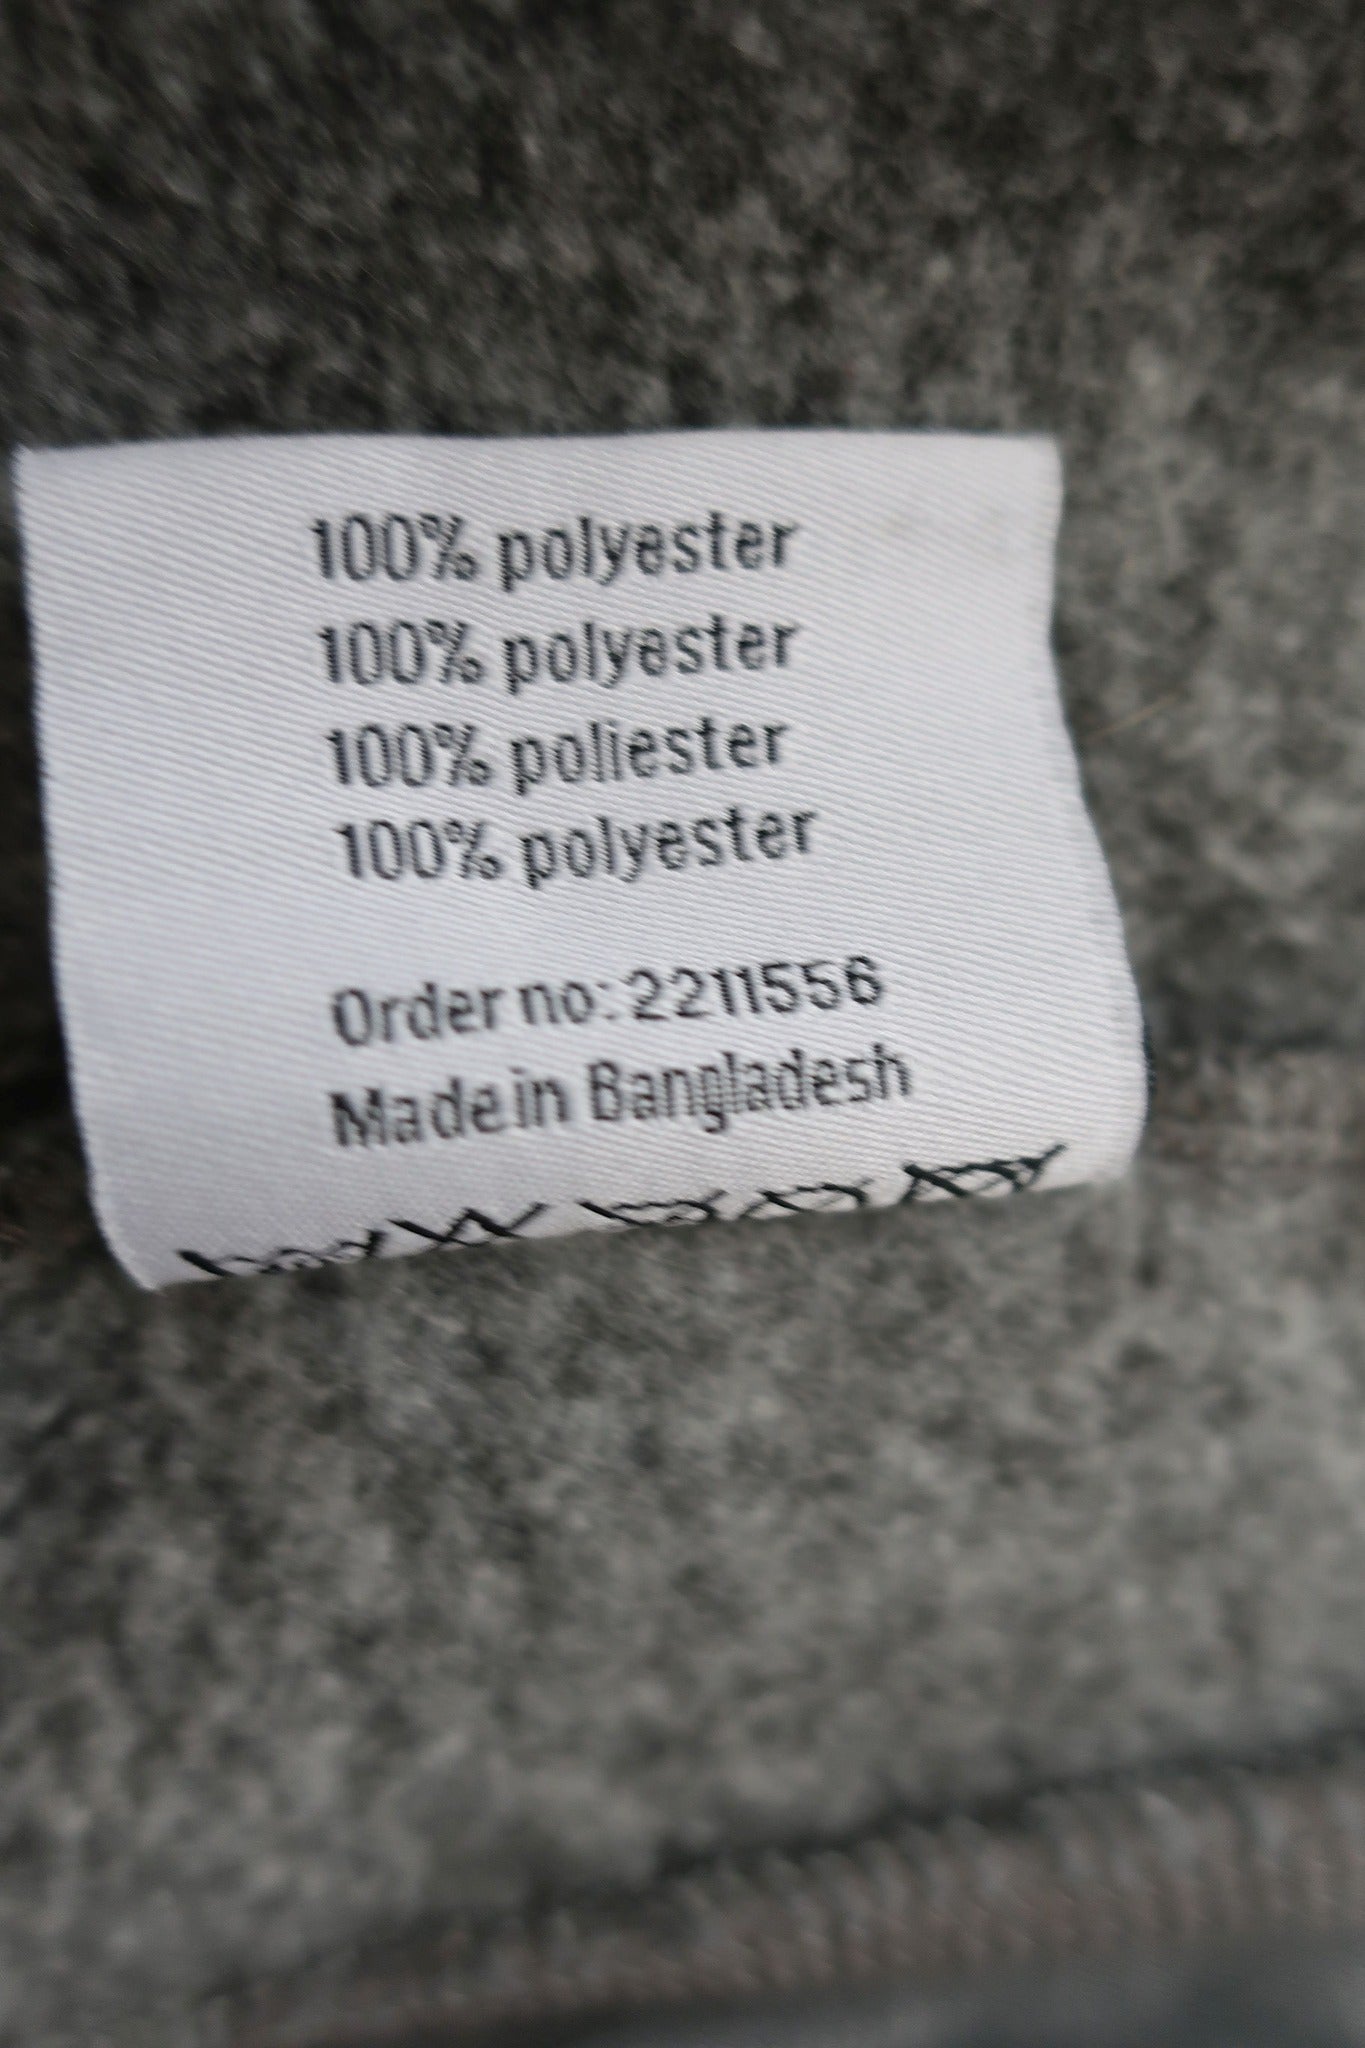 100% polyester
100% polyester
100% poliester
100% polyester
Order no: 2211556
Made in Bangladesh